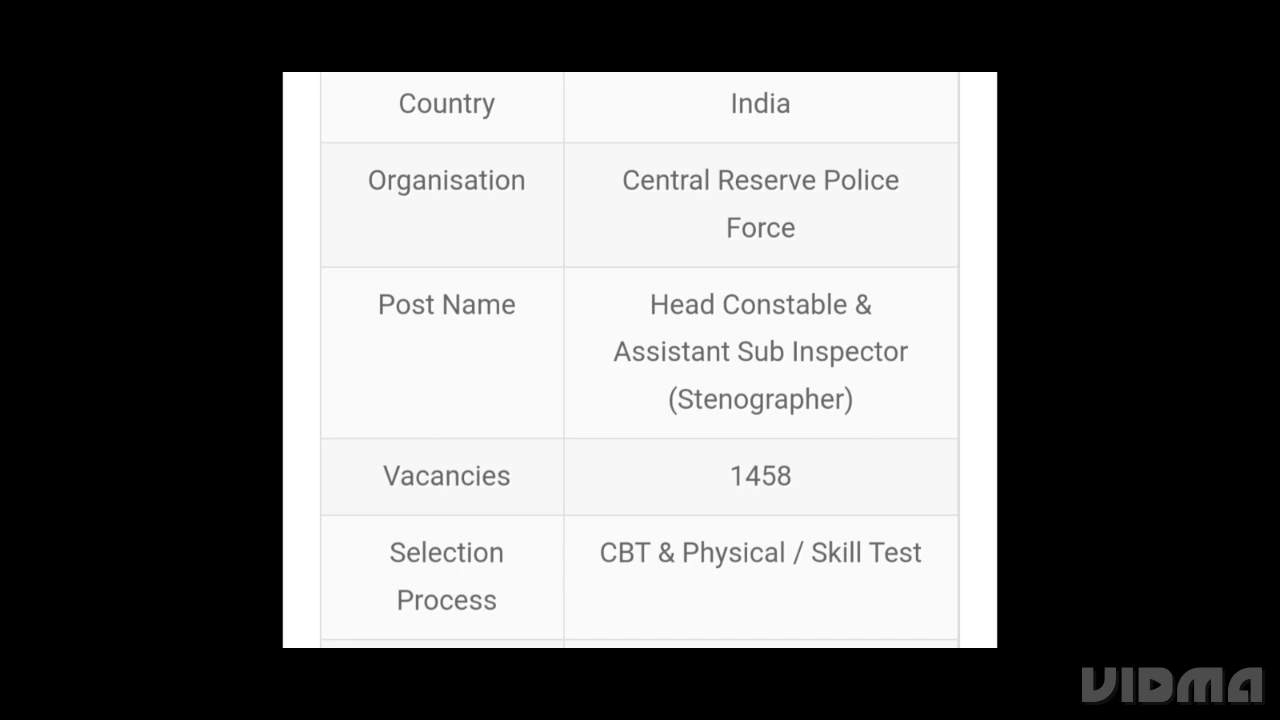 Country India
Organisation Central Reserve Police
Force
Post Name Head Constable &
Assistant Sub Inspector
(Stenographer)
Vacancies 1458
Selection CBT & Physical / Skill Test
Process
VIDMA